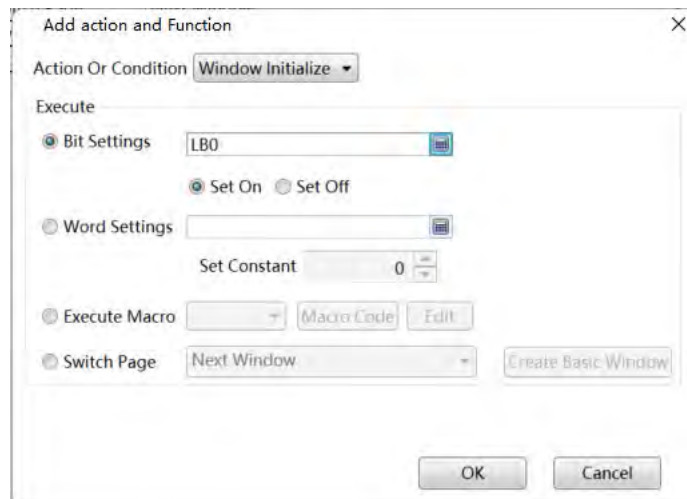 Add action and Function
Action Or Condition Window Initialize
Execute
Bit Settings LB0
Set On Set Off
Word Settings
Set Constant 0
Execute Macro Macro Code Edit
Switch Page Next Window Create Basic Window
OK Cancel